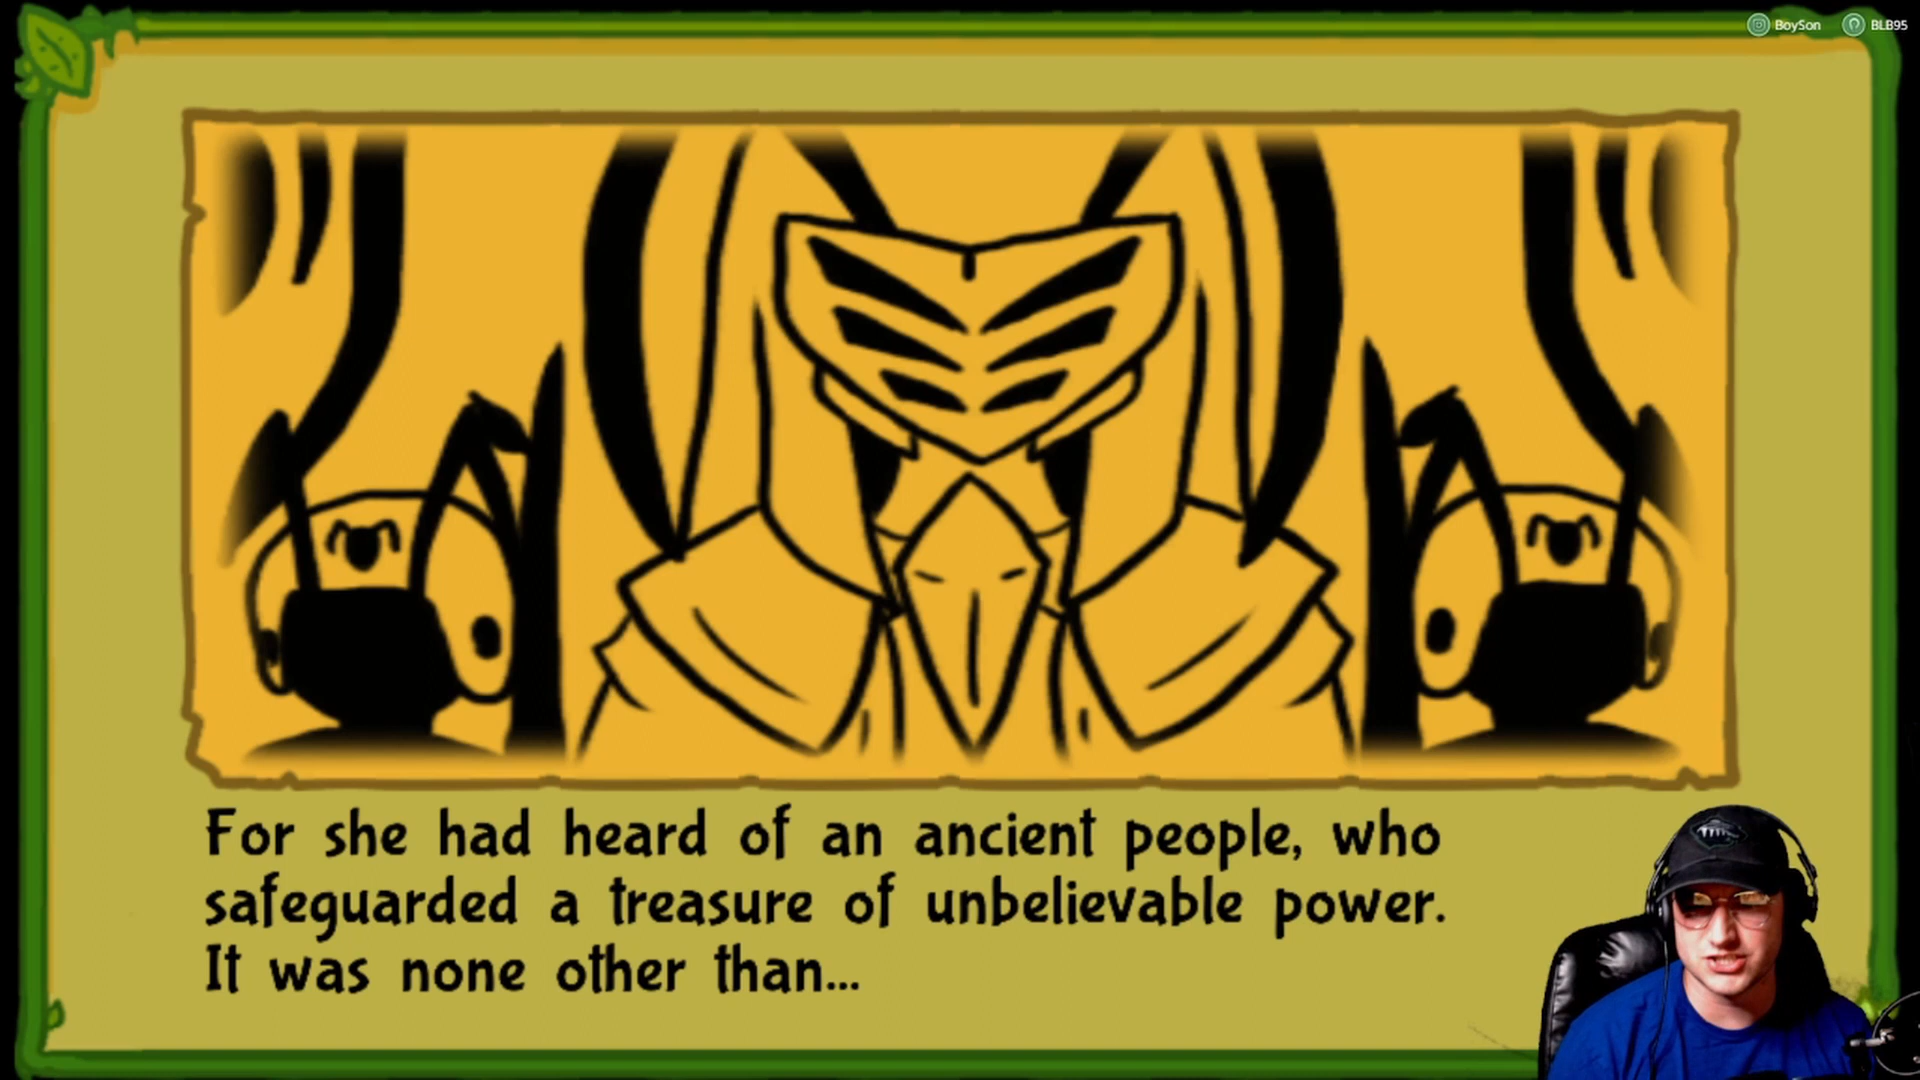 BoySon BLB95
For she had heard of an ancient people, who
safeguarded a treasure of unbelievable power.
It was none other than...